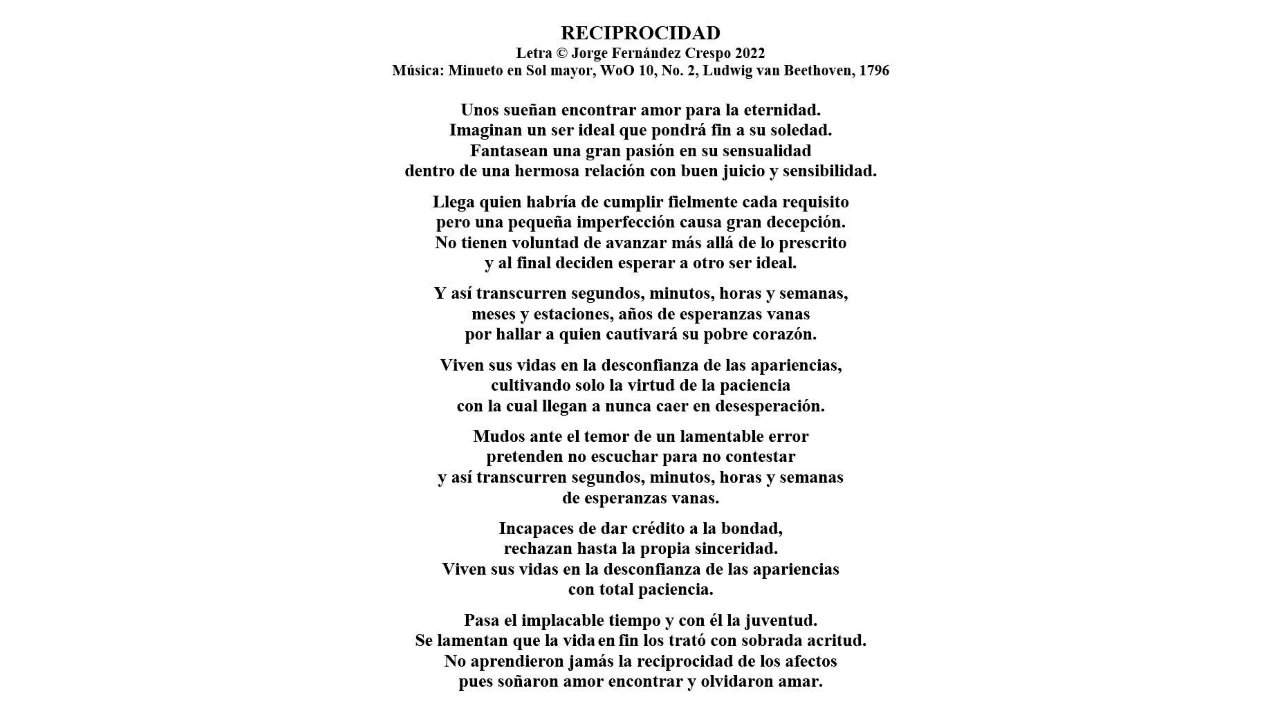 RECIPROCIDAD
Letra © Jorge Fernández Crespo 2022
Música: Minueto en Sol mayor, WoO 10, No. 2, Ludwig van Beethoven, 1796
Unos sueñan encontrar amor para la eternidad.
Imaginan un ser ideal que pondrá fin a su soledad.
Fantasean una gran pasión en su sensualidad
dentro de una hermosa relación con buen juicio y sensibilidad.
Llega quien habría de cumplir fielmente cada requisito
pero una pequeña imperfección causa gran decepción.
No tienen voluntad de avanzar más allá de lo prescrito
y al final deciden esperar a otro ser ideal.
Y así transcurren segundos, minutos, horas y semanas,
meses y estaciones, años de esperanzas vanas
por hallar a quien cautivará su pobre corazón.
Viven sus vidas en la desconfianza de las apariencias,
cultivando solo la virtud de la paciencia
con la cual llegan a nunca caer en desesperación.
Mudos ante el temor de un lamentable error
pretenden no escuchar para no contestar
y así transcurren segundos, minutos, horas y semanas
de esperanzas vanas.
Incapaces de dar crédito a la bondad,
rechazan hasta la propia sinceridad.
Viven sus vidas en la desconfianza de las apariencias
con total paciencia.
Pasa el implacable tiempo y con él la juventud.
Se lamentan que la vida en fin los trató con sobrada acritud.
No aprendieron jamás la reciprocidad de los afectos
pues soñaron amor encontrar y olvidaron amar.